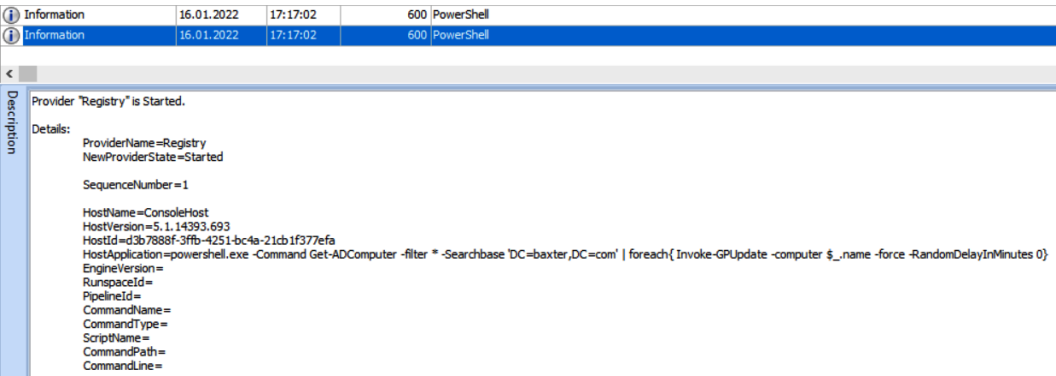 Information 16.01.2022 17:17:02 600 PowerShell
Information 16.01.2022 17:17:02 600 PowerShell
Description
Provider "Registry" is Started.
Details:
ProviderName=Registry
NewProviderState=Started
SequenceNumber=1
HostName=ConsoleHost
HostVersion=5.1.14393.693
HostId=d3b7888f-3ffb-4251-bc4a-21cb1f377efa
HostApplication=powershell.exe -Command Get-ADComputer -filter * -Searchbase 'DC=baxter,DC=com' | foreach{ Invoke-GPUpdate -computer $_.name -force -RandomDelayInMinutes 0}
EngineVersion=
RunspaceId=
PipelineId=
CommandName=
CommandType=
ScriptName=
CommandPath=
CommandLine=